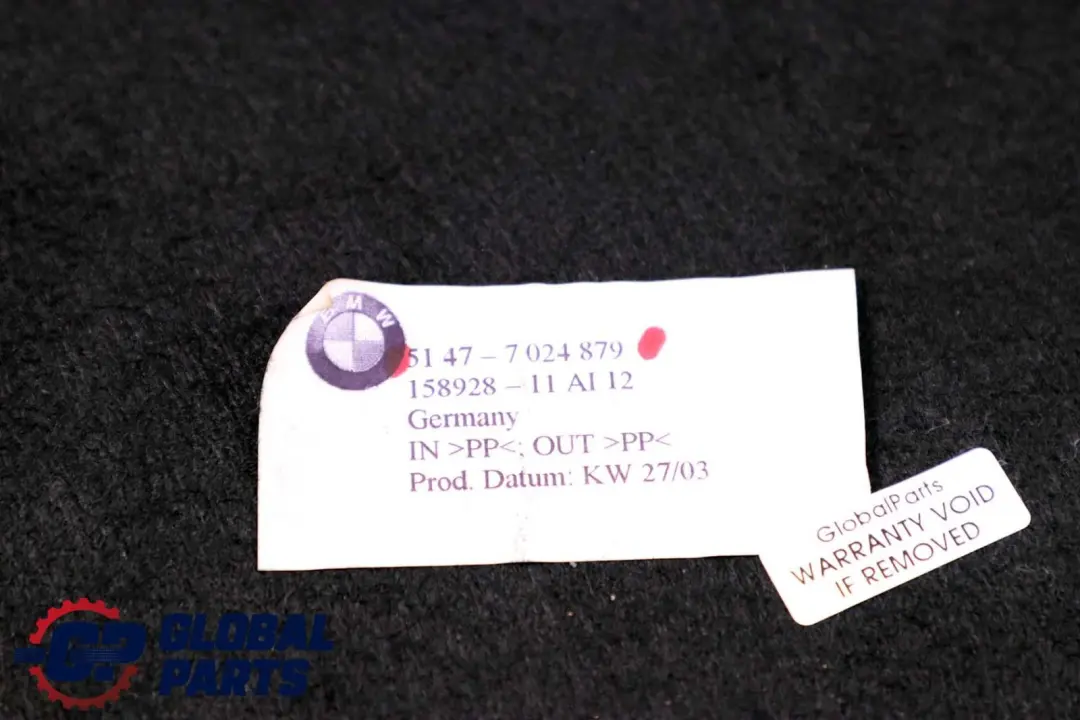 BMW
51 47 – 7 024 879
158928 – 11 AI 12
Germany
IN >PP<; OUT >PP<
Prod. Datum: KW 27/03
GlobalParts
WARRANTY VOID
IF REMOVED
GP GLOBAL
PARTS